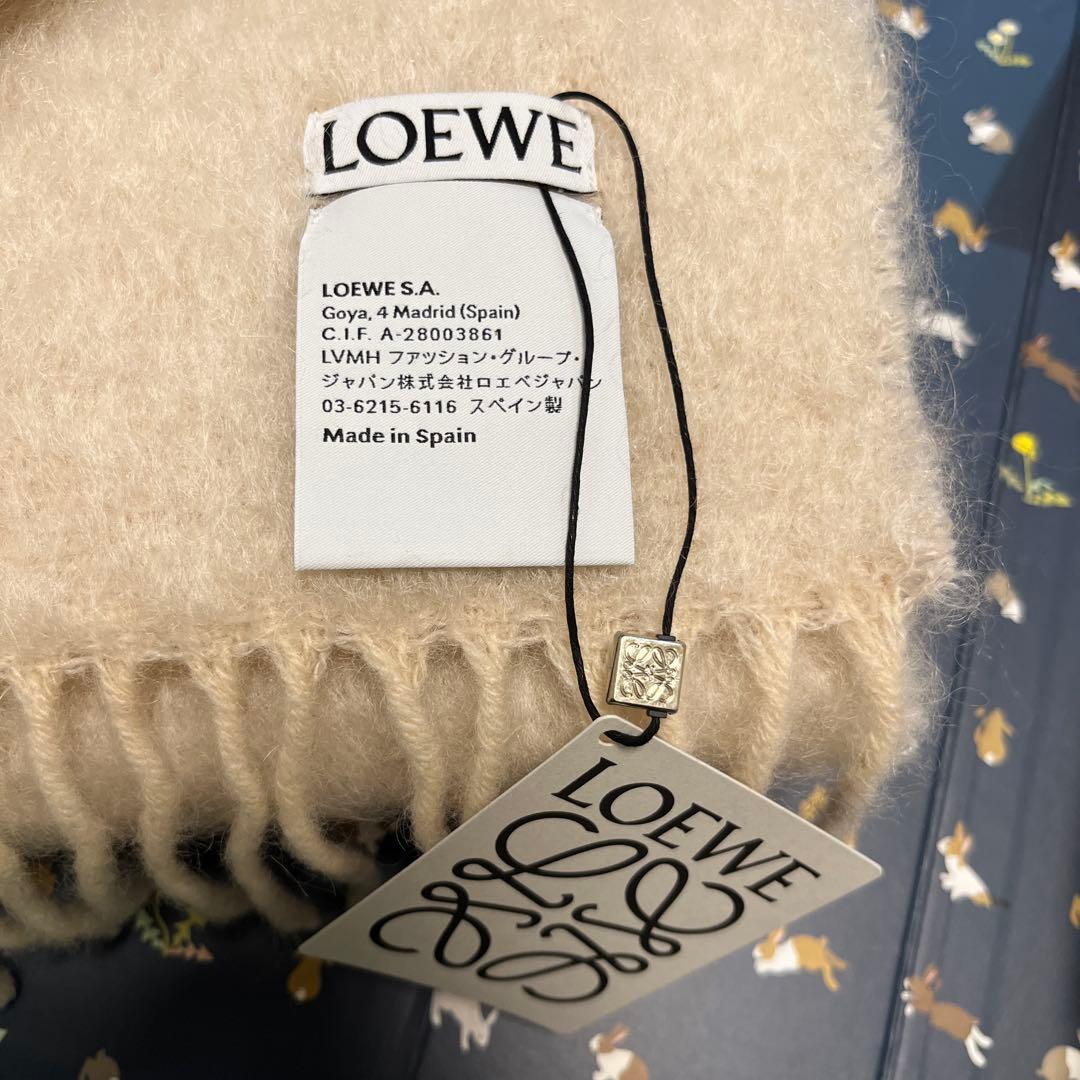 LOEWE
LOEWE S.A.
Goya, 4 Madrid (Spain)
C.I.F. A-28003861
LVMH ファッション・グループ・
ジャパン株式会社ロエベジャパン
03-6215-6116 スペイン製
Made in Spain
LOEWE